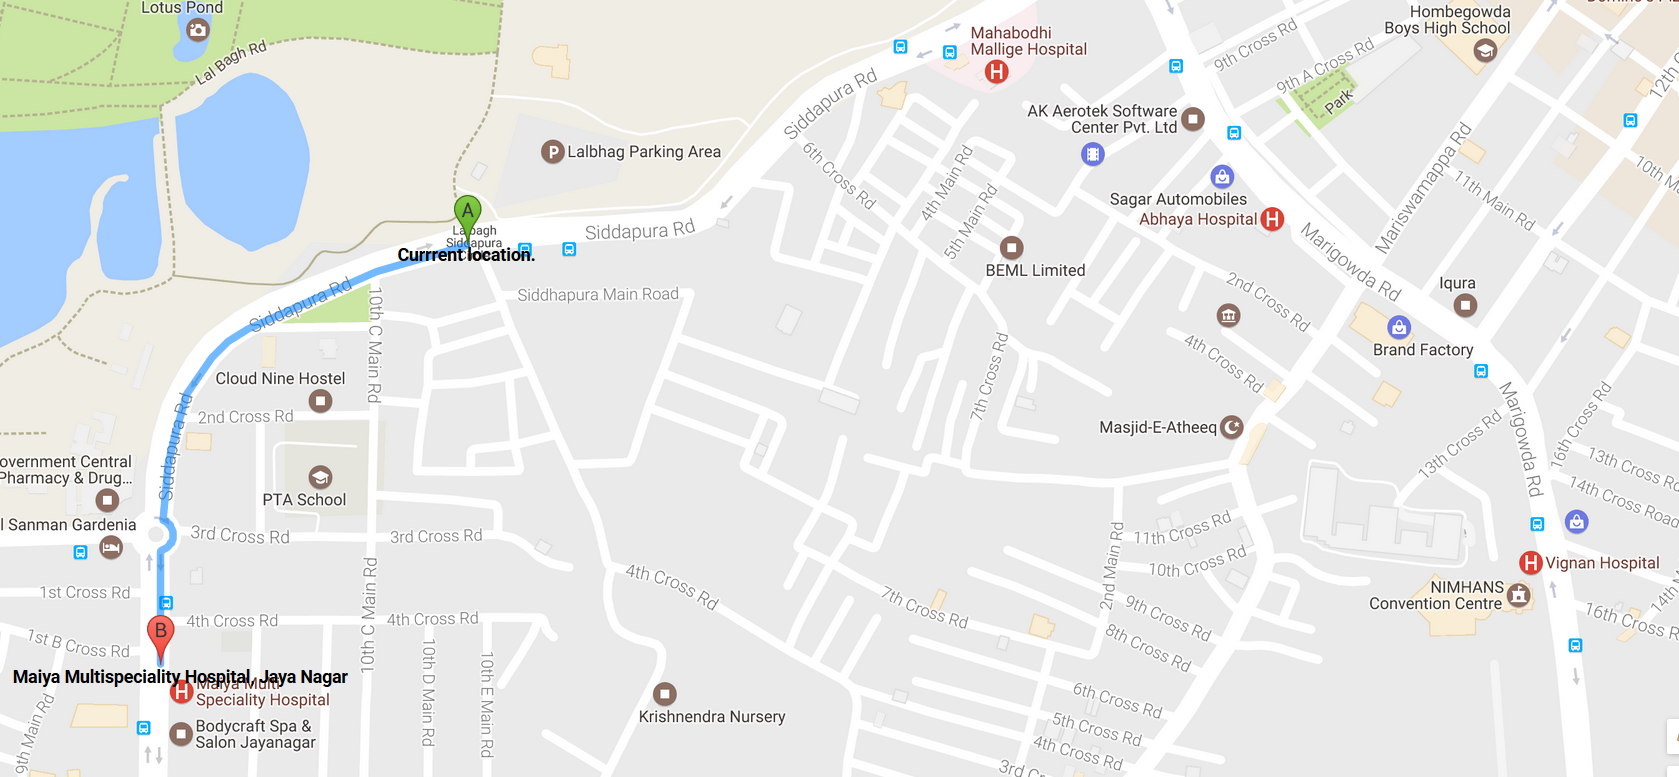 Lotus Pond
Lal Bagh Rd
Mahabodhi
Mallige Hospital
Hombegowda
Boys High School
9th Cross Rd
9th A Cross Rd
Park
12th
Siddapura Rd
AK Aerotek Software
Center Pvt. Ltd
P
Lalbhag Parking Area
6th Cross Rd
4th Main Rd
5th Main Rd
Sagar Automobiles
Abhaya Hospital
H
Mariswamappa Rd
11th Main Rd
10th
A
Lalbagh
Siddapura
Currrent location.
Siddapura Rd
BEML Limited
Marigowda Rd
2nd Cross Rd
Iqura
Siddapura Rd
10th C Main Rd
Siddhapura Main Road
4th Cross Rd
Brand Factory
Cloud Nine Hostel
2nd Cross Rd
7th Cross Rd
Masjid-E-Atheeq
Marigowda Rd
16th Cross Rd
13th Cross Rd
13th Cross
14th Cross Road
Siddapura Rd
overnment Central
Pharmacy & Drug...
PTA School
l Sanman Gardenia
3rd Cross Rd
3rd Cross Rd
11th Cross Rd
10th Cross Rd
2nd Main Rd
H
Vignan Hospital
NIMHANS
Convention Centre
14th
16th Cross
1st Cross Rd
4th Cross Rd
7th Cross Rd
9th Cross Rd
8th Cross Rd
B
4th Cross Rd
4th Cross Rd
1st B Cross Rd
10th C Main Rd
10th D Main Rd
10th E Main Rd
Maiya Multispeciality Hospital, Jaya Nagar
H
Maiya Multi
Speciality Hospital
Bodycraft Spa &
Salon Jayanagar
9th Main Rd
Krishnendra Nursery
6th Cross Rd
5th Cross Rd
4th Cross Rd
3rd Cross